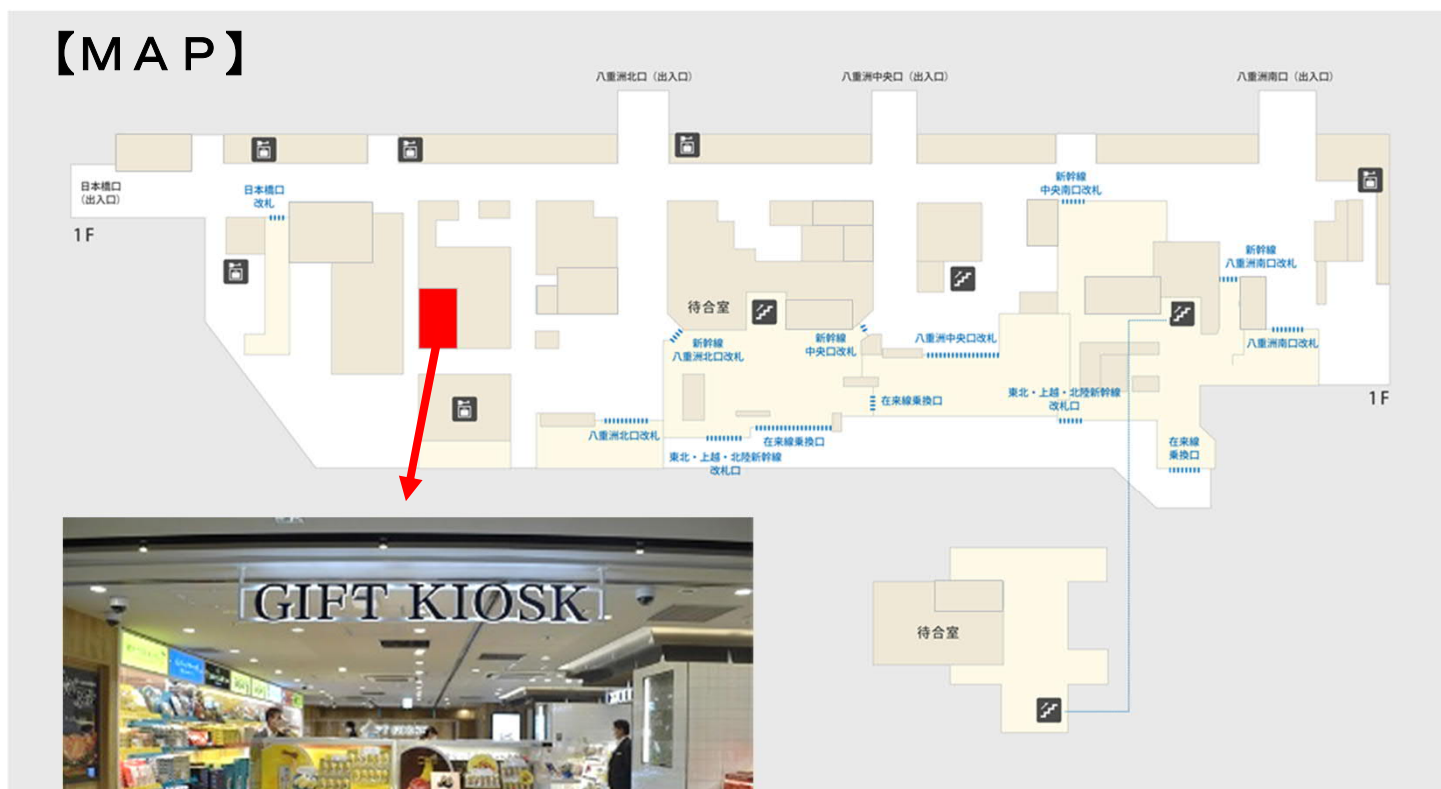 【ＭＡＰ】
八重洲北口（出入口）
八重洲中央口（出入口）
八重洲南口（出入口）
日本橋口
（出入口）
1F
日本橋口
改札
新幹線
中央南口改札
新幹線
八重洲南口改札
待合室
新幹線
八重洲北口改札
新幹線
中央口改札
八重洲中央口改札
八重洲南口改札
在来線乗換口
東北・上越・北陸新幹線
改札口
1F
八重洲北口改札
在来線乗換口
東北・上越・北陸新幹線
改札口
在来線
乗換口
待合室
GIFT KIOSK